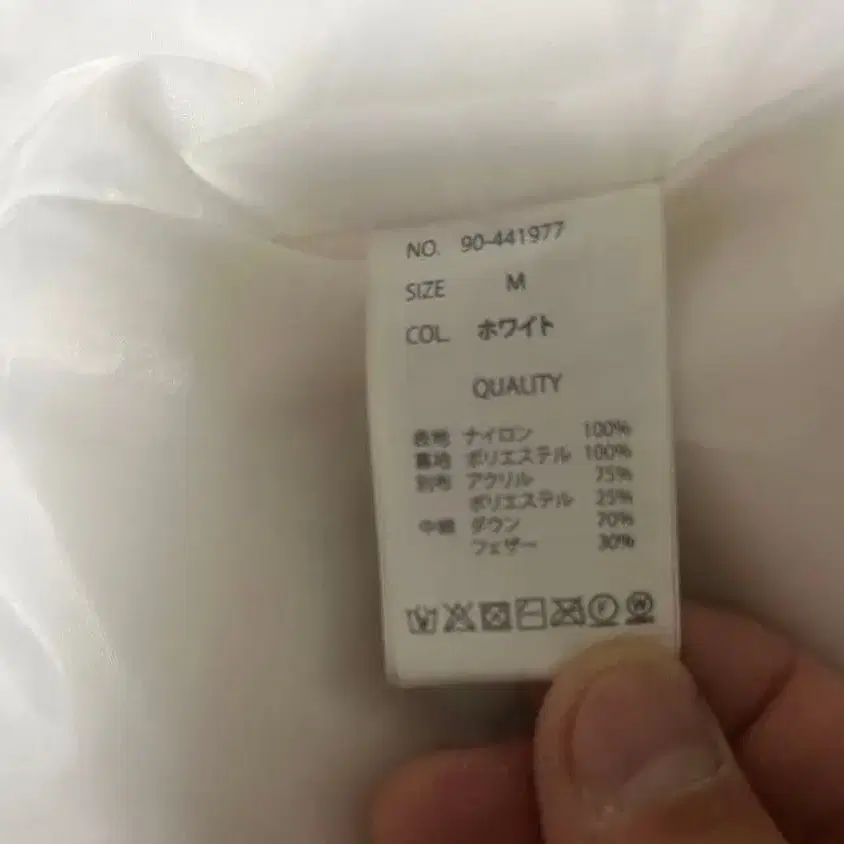 NO. 90-441977
SIZE M
COL ホワイト
QUALITY
表地 ナイロン 100%
裏地 ポリエステル 100%
別布 アクリル 75%
ポリエステル 25%
中綿 ダウン 70%
フェザー 30%
F W